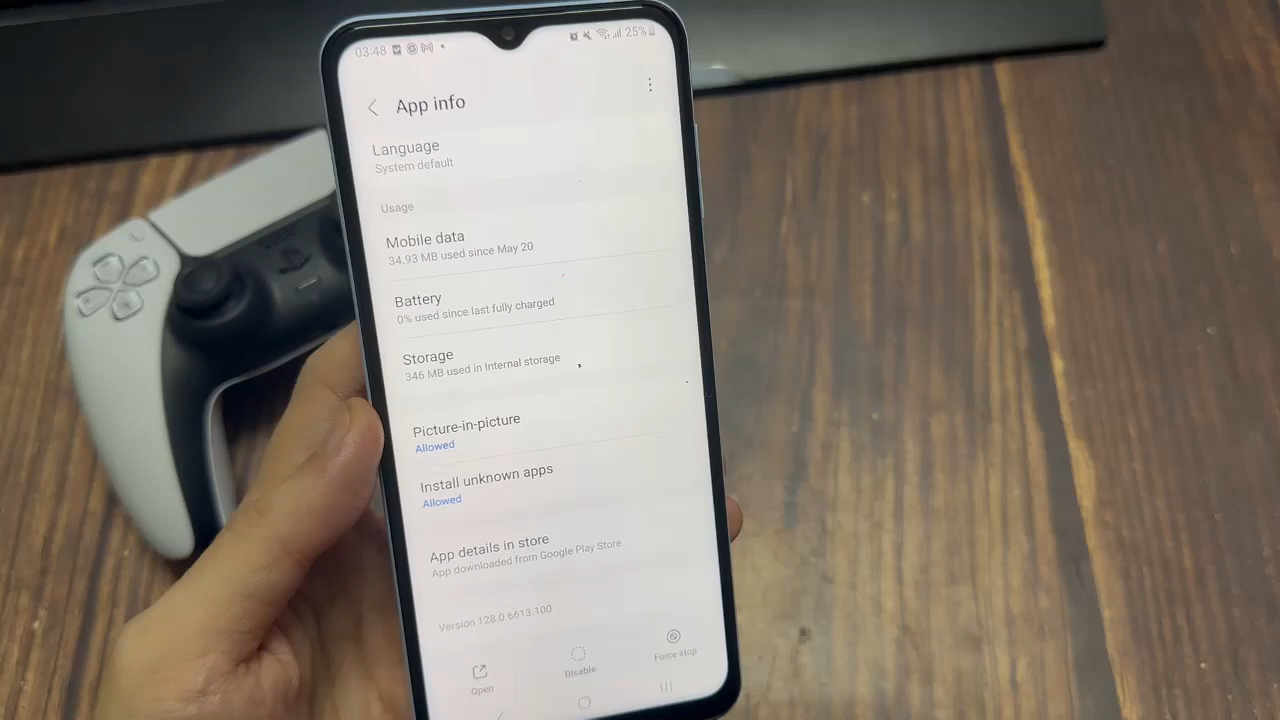 03:48
25%
App info
Language
System default
Usage
Mobile data
34.93 MB used since May 20
Battery
0% used since last fully charged
Storage
346 MB used in Internal storage
Picture-in-picture
Allowed
Install unknown apps
Allowed
App details in store
App downloaded from Google Play Store
Version 128.0.6613.100
Open
Disable
Force stop